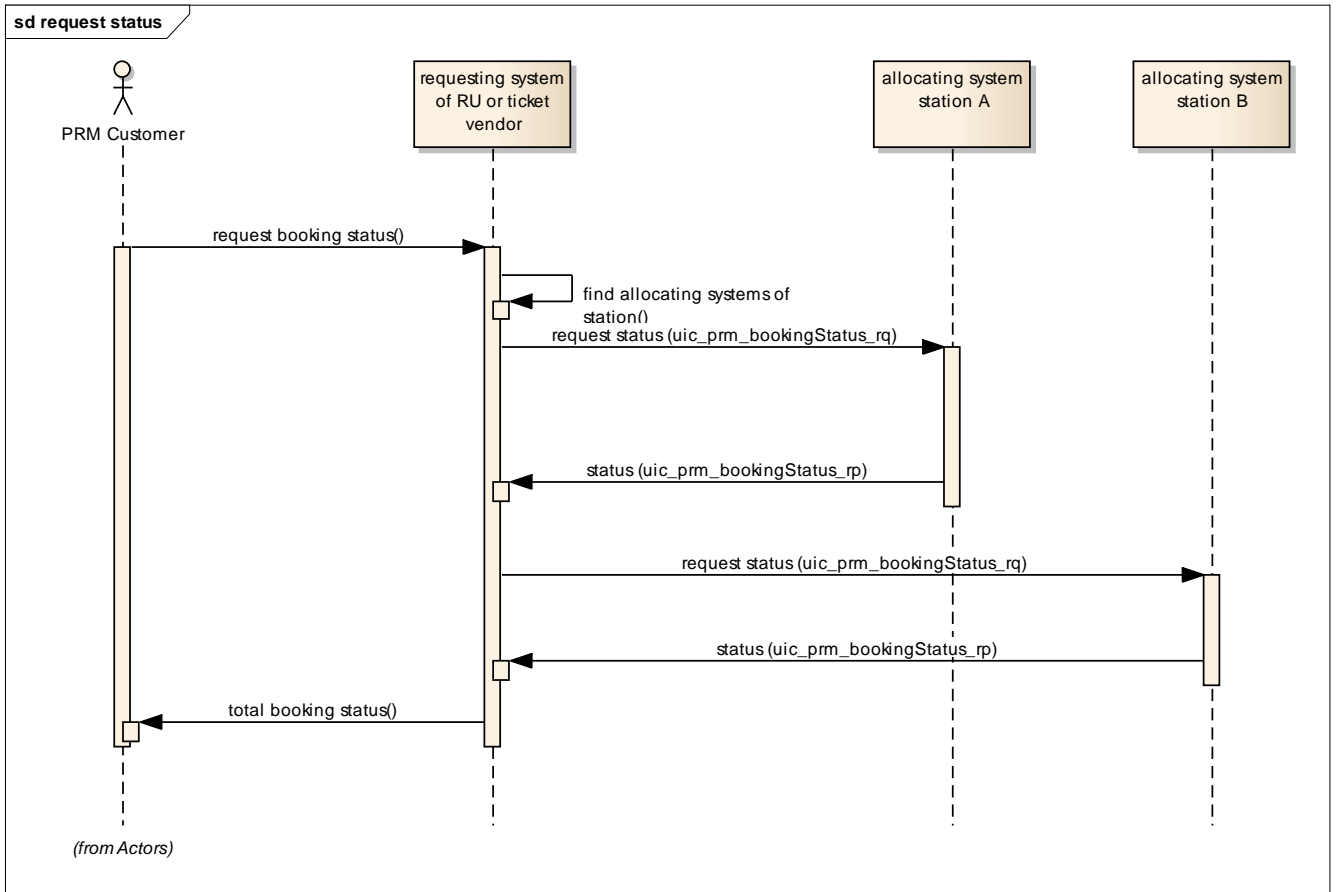 sd request status
PRM Customer
requesting system
of RU or ticket
vendor
allocating system
station A
allocating system
station B
request booking status()
find allocating systems of
station()
request status (uic_prm_bookingStatus_rq)
status (uic_prm_bookingStatus_rp)
request status (uic_prm_bookingStatus_rq)
status (uic_prm_bookingStatus_rp)
total booking status()
(from Actors)